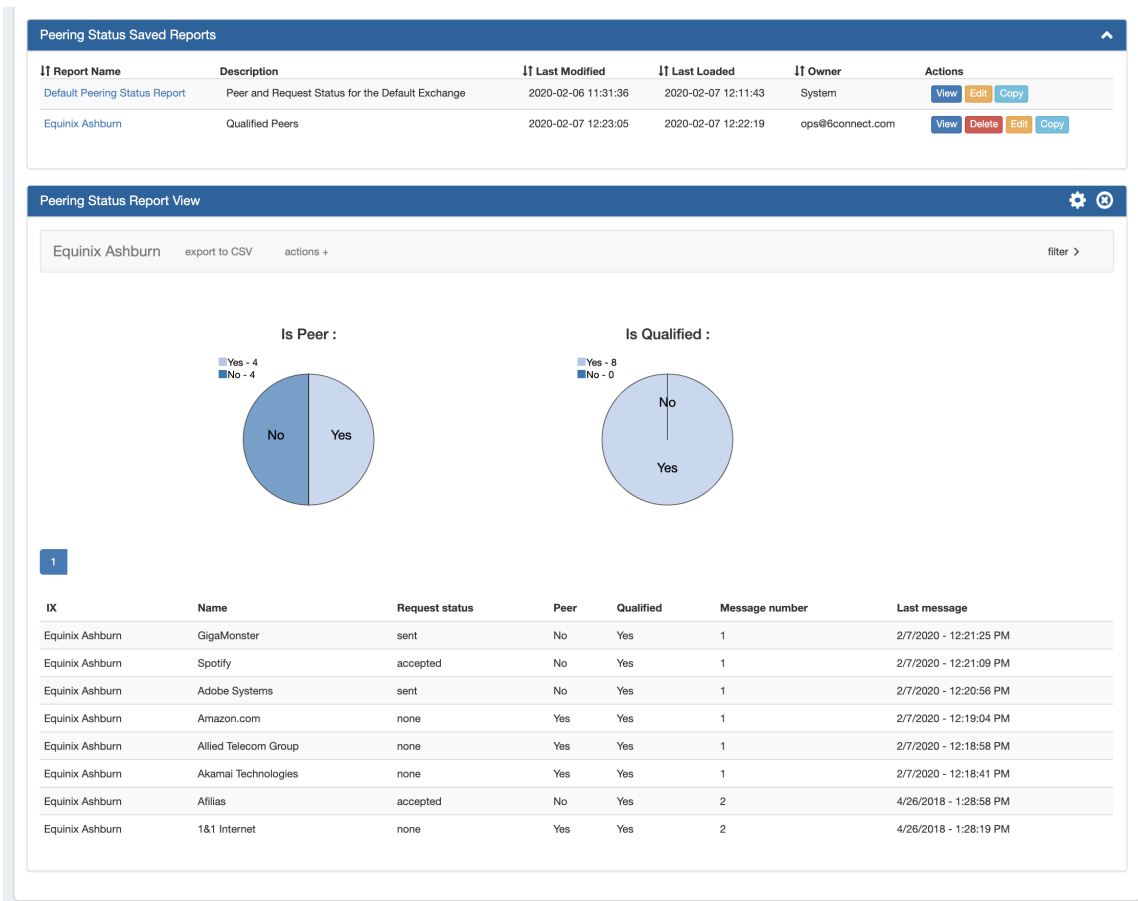 Peering Status Saved Reports
Report Name Description Last Modified Last Loaded Owner Actions
Default Peering Status Report Peer and Request Status for the Default Exchange 2020-02-06 11:31:36 2020-02-07 12:11:43 System View Edit Copy
Equinix Ashburn Qualified Peers 2020-02-07 12:23:05 2020-02-07 12:22:19 ops@6connect.com View Delete Edit Copy
Peering Status Report View
Equinix Ashburn export to CSV actions + filter >
Is Peer : Is Qualified :
Yes - 4 Yes - 8
No - 4 No - 0
No
No Yes
Yes
1
IX Name Request status Peer Qualified Message number Last message
Equinix Ashburn GigaMonster sent No Yes 1 2/7/2020 - 12:21:25 PM
Equinix Ashburn Spotify accepted No Yes 1 2/7/2020 - 12:21:09 PM
Equinix Ashburn Adobe Systems sent No Yes 1 2/7/2020 - 12:20:56 PM
Equinix Ashburn Amazon.com none Yes Yes 1 2/7/2020 - 12:19:04 PM
Equinix Ashburn Allied Telecom Group none Yes Yes 1 2/7/2020 - 12:18:58 PM
Equinix Ashburn Akamai Technologies none Yes Yes 1 2/7/2020 - 12:18:41 PM
Equinix Ashburn Afilias accepted No Yes 2 4/26/2018 - 1:28:58 PM
Equinix Ashburn 1&1 Internet none Yes Yes 2 4/26/2018 - 1:28:19 PM